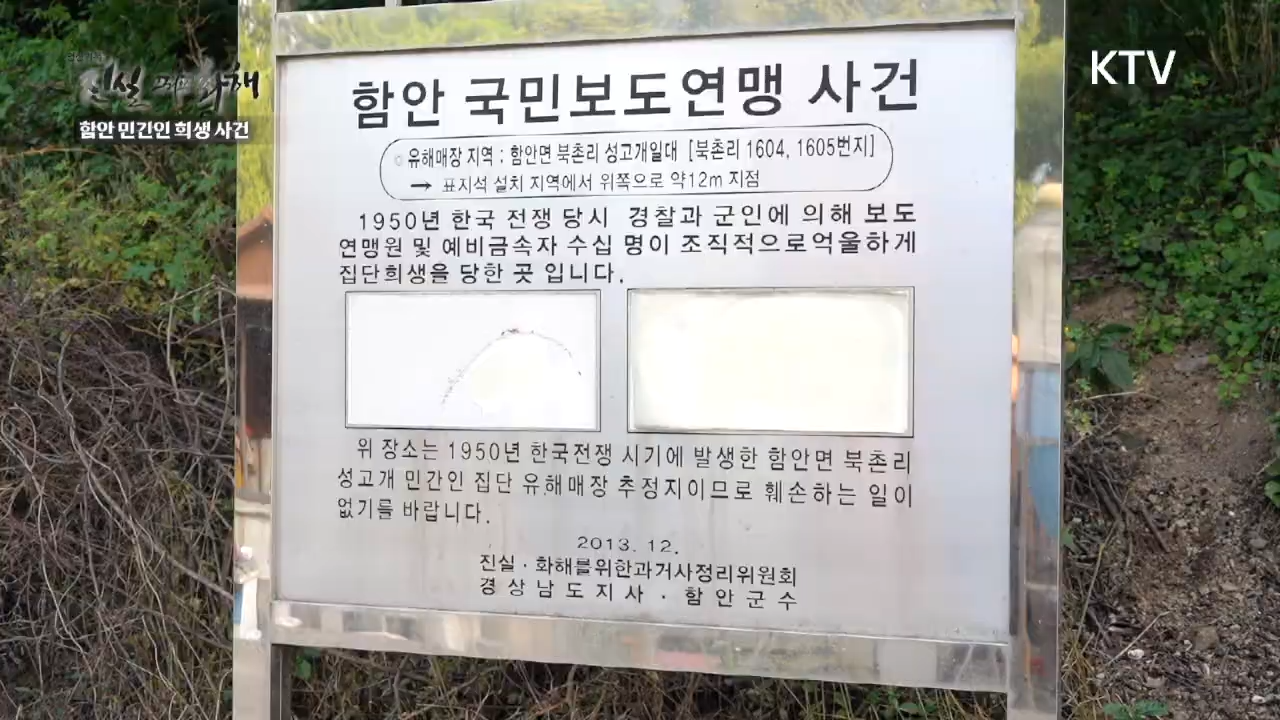 진실 화해
함안 민간인 희생 사건
KTV
함안 국민보도연맹 사건
○ 유해매장 지역 : 함안면 북촌리 성고개일대 [북촌리 1604, 1605번지]
→ 표지석 설치 지역에서 위쪽으로 약12m 지점
1950년 한국 전쟁 당시 경찰과 군인에 의해 보도
연맹원 및 예비금속자 수십 명이 조직적으로억울하게
집단희생을 당한 곳 입니다.
위 장소는 1950년 한국전쟁 시기에 발생한 함안면 북촌리
성고개 민간인 집단 유해매장 추정지이므로 훼손하는 일이
없기를 바랍니다.
2013. 12.
진실·화해를위한과거사정리위원회
경상남도지사 · 함안군수